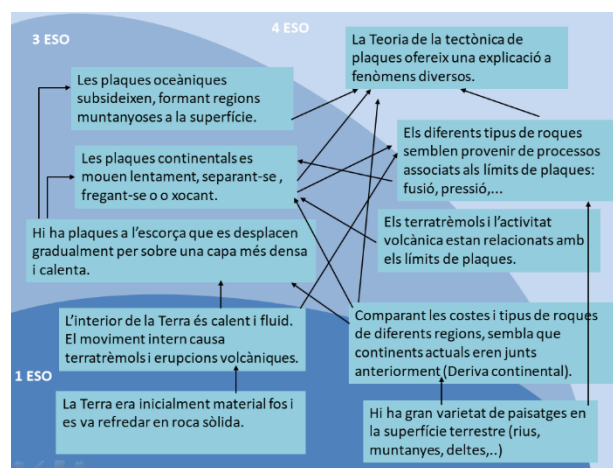 3 ESO
4 ESO
La Teoria de la tectònica de
plaques ofereix una explicació a
fenòmens diversos.
Les plaques oceàniques
subsideixen, formant regions
muntanyoses a la superfície.
Els diferents tipus de roques
semblen provenir de processos
associats als límits de plaques:
fusió, pressió,...
Les plaques continentals es
mouen lentament, separant-se ,
fregant-se o o xocant.
Els terratrèmols i l’activitat
volcànica estan relacionats amb
els límits de plaques.
Hi ha plaques a l’escorça que es desplacen
gradualment per sobre una capa més densa
i calenta.
L’interior de la Terra és calent i fluid.
El moviment intern causa
terratrèmols i erupcions volcàniques.
Comparant les costes i tipus de roques
de diferents regions, sembla que
continents actuals eren junts
anteriorment (Deriva continental).
1 ESO
La Terra era inicialment material fos i
es va refredar en roca sòlida.
Hi ha gran varietat de paisatges en
la superfície terrestre (rius,
muntanyes, deltes,..)